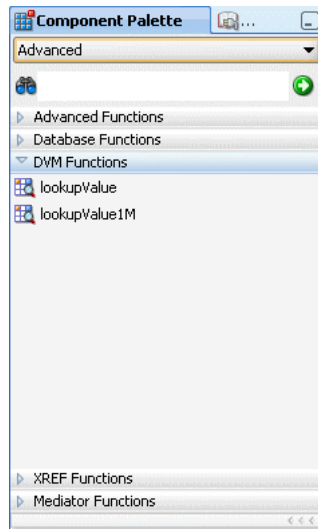 Component Palette
...
Advanced
Advanced Functions
Database Functions
DVM Functions
lookupValue
lookupValue1M
XREF Functions
Mediator Functions